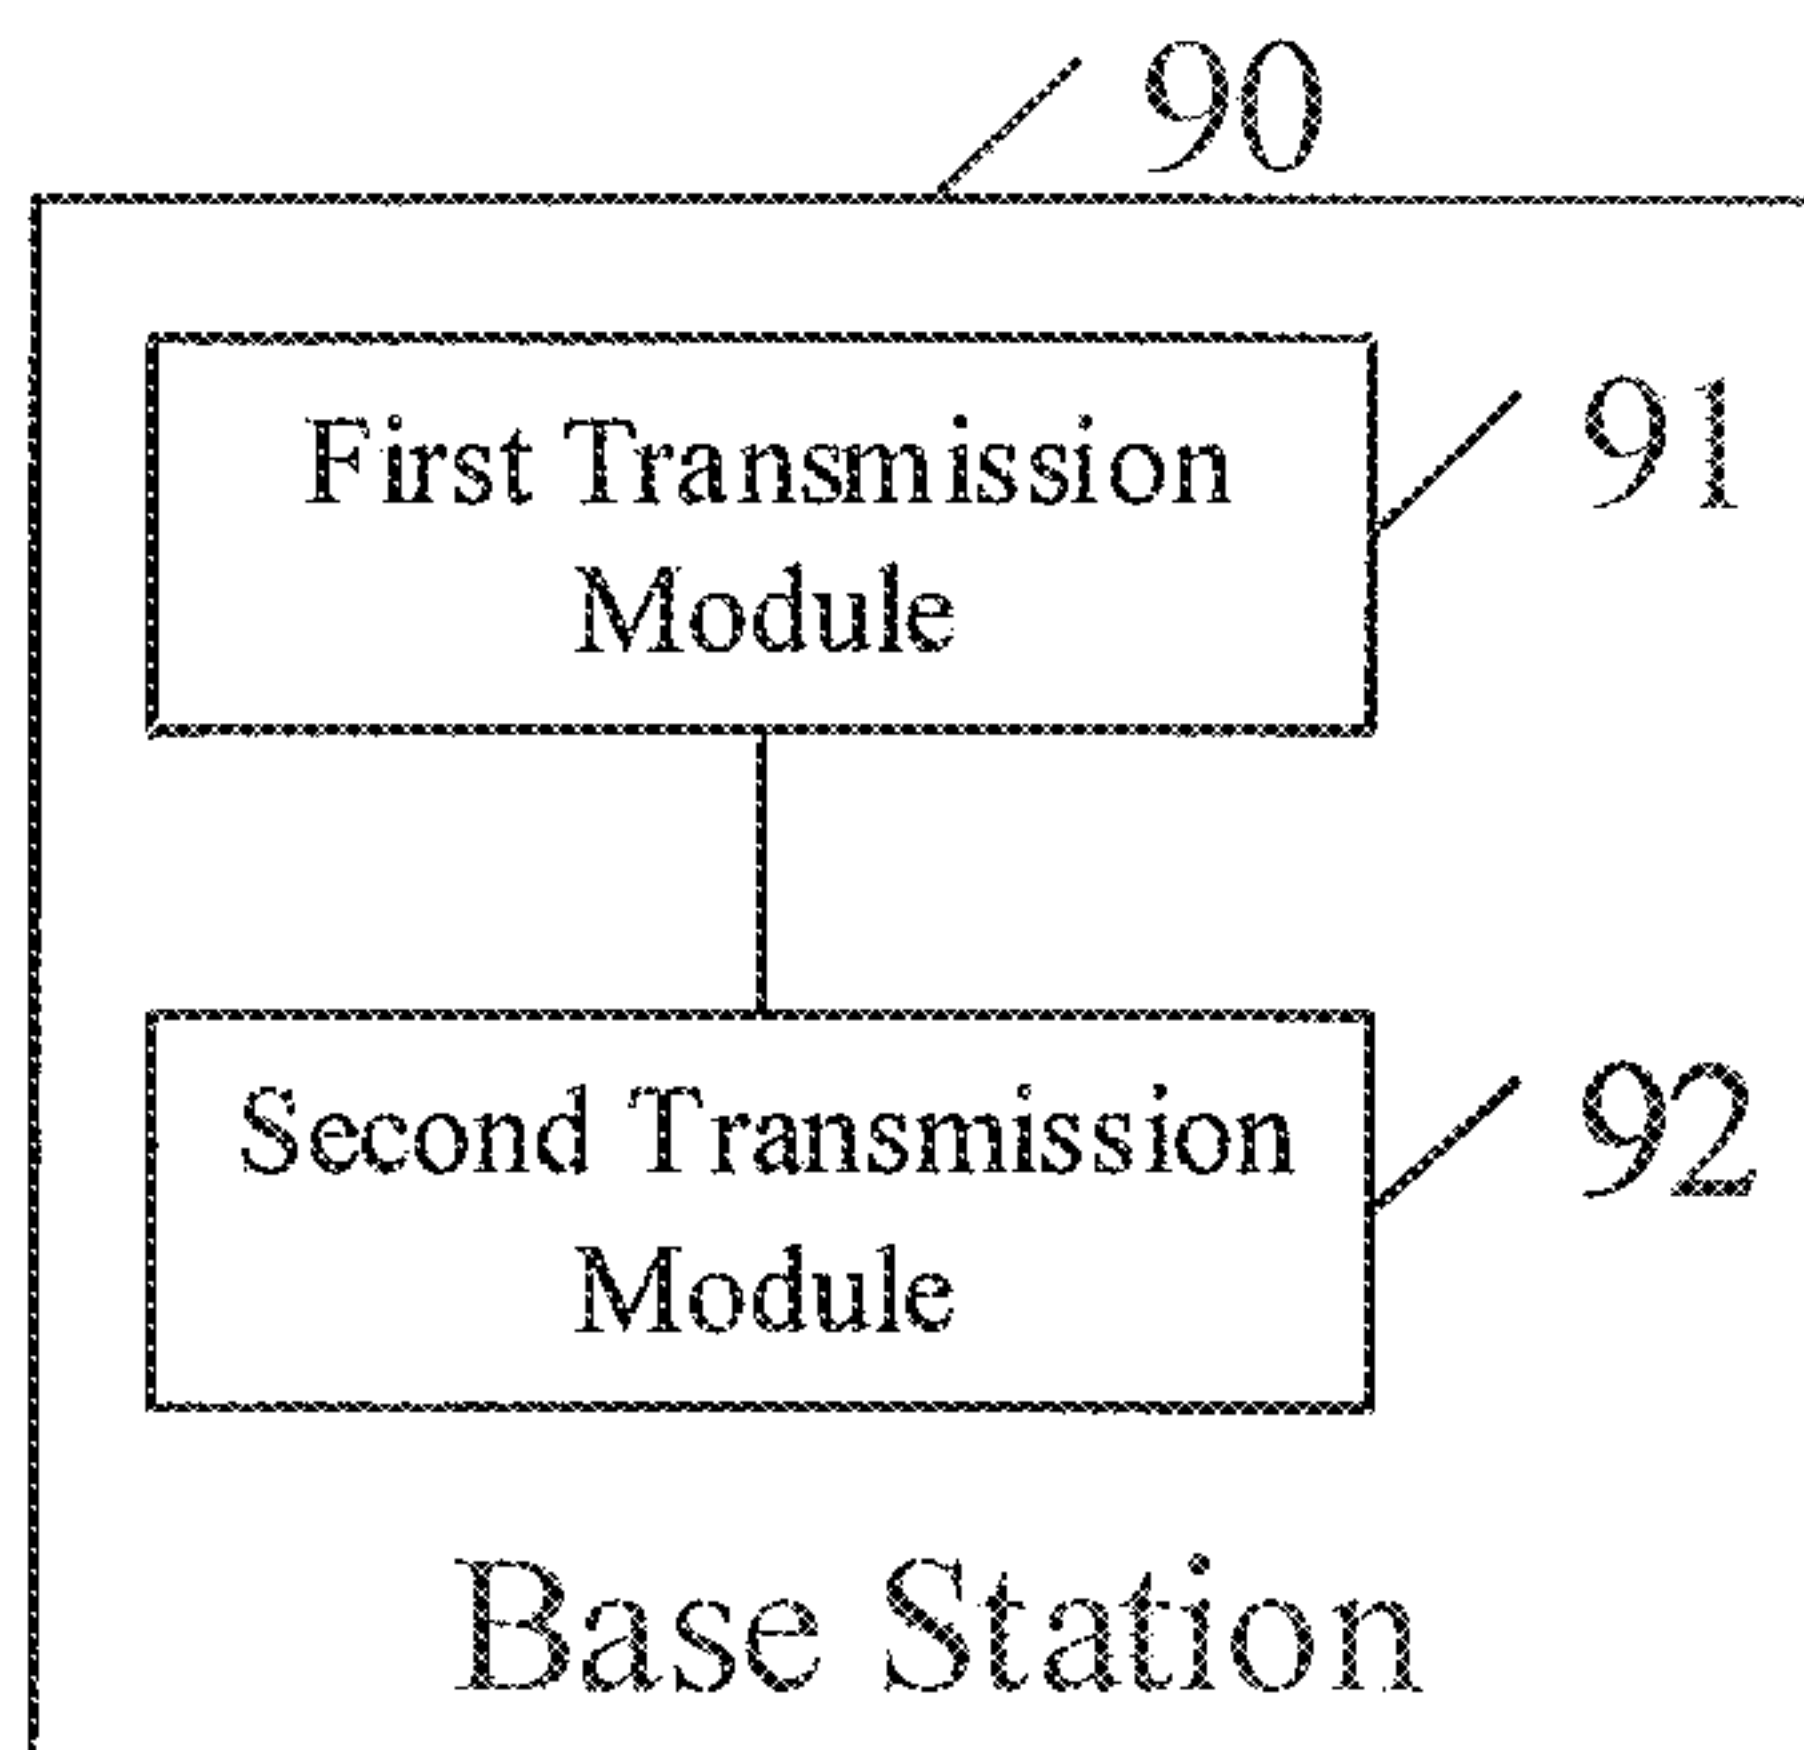 90
First Transmission
Module
91
Second Transmission
Module
92
Base Station